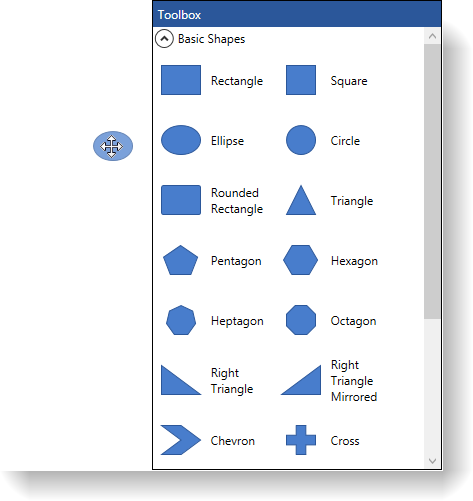 Toolbox
Basic Shapes
Rectangle
Square
Ellipse
Circle
Rounded
Rectangle
Triangle
Pentagon
Hexagon
Heptagon
Octagon
Right
Triangle
Right
Triangle
Mirrored
Chevron
Cross